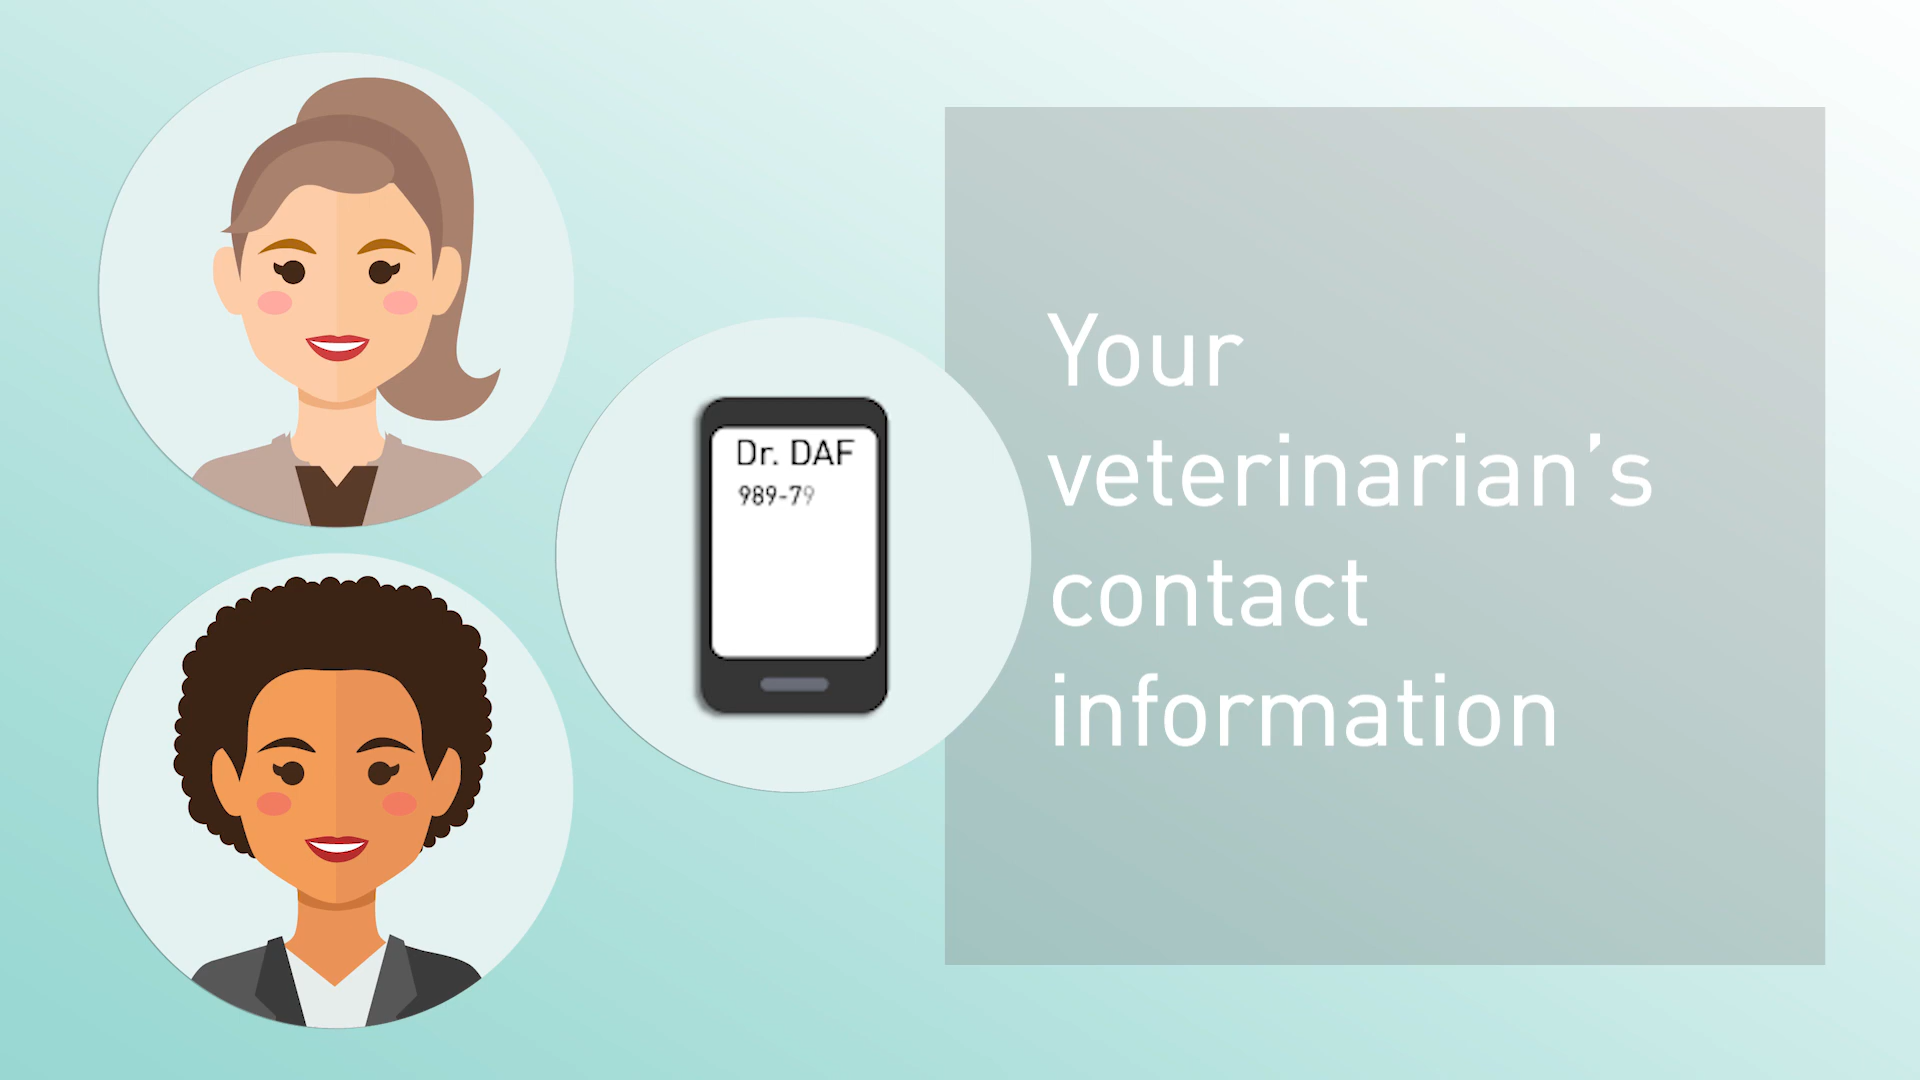 Dr. DAF
989-79
Your
veterinarian’s
contact
information